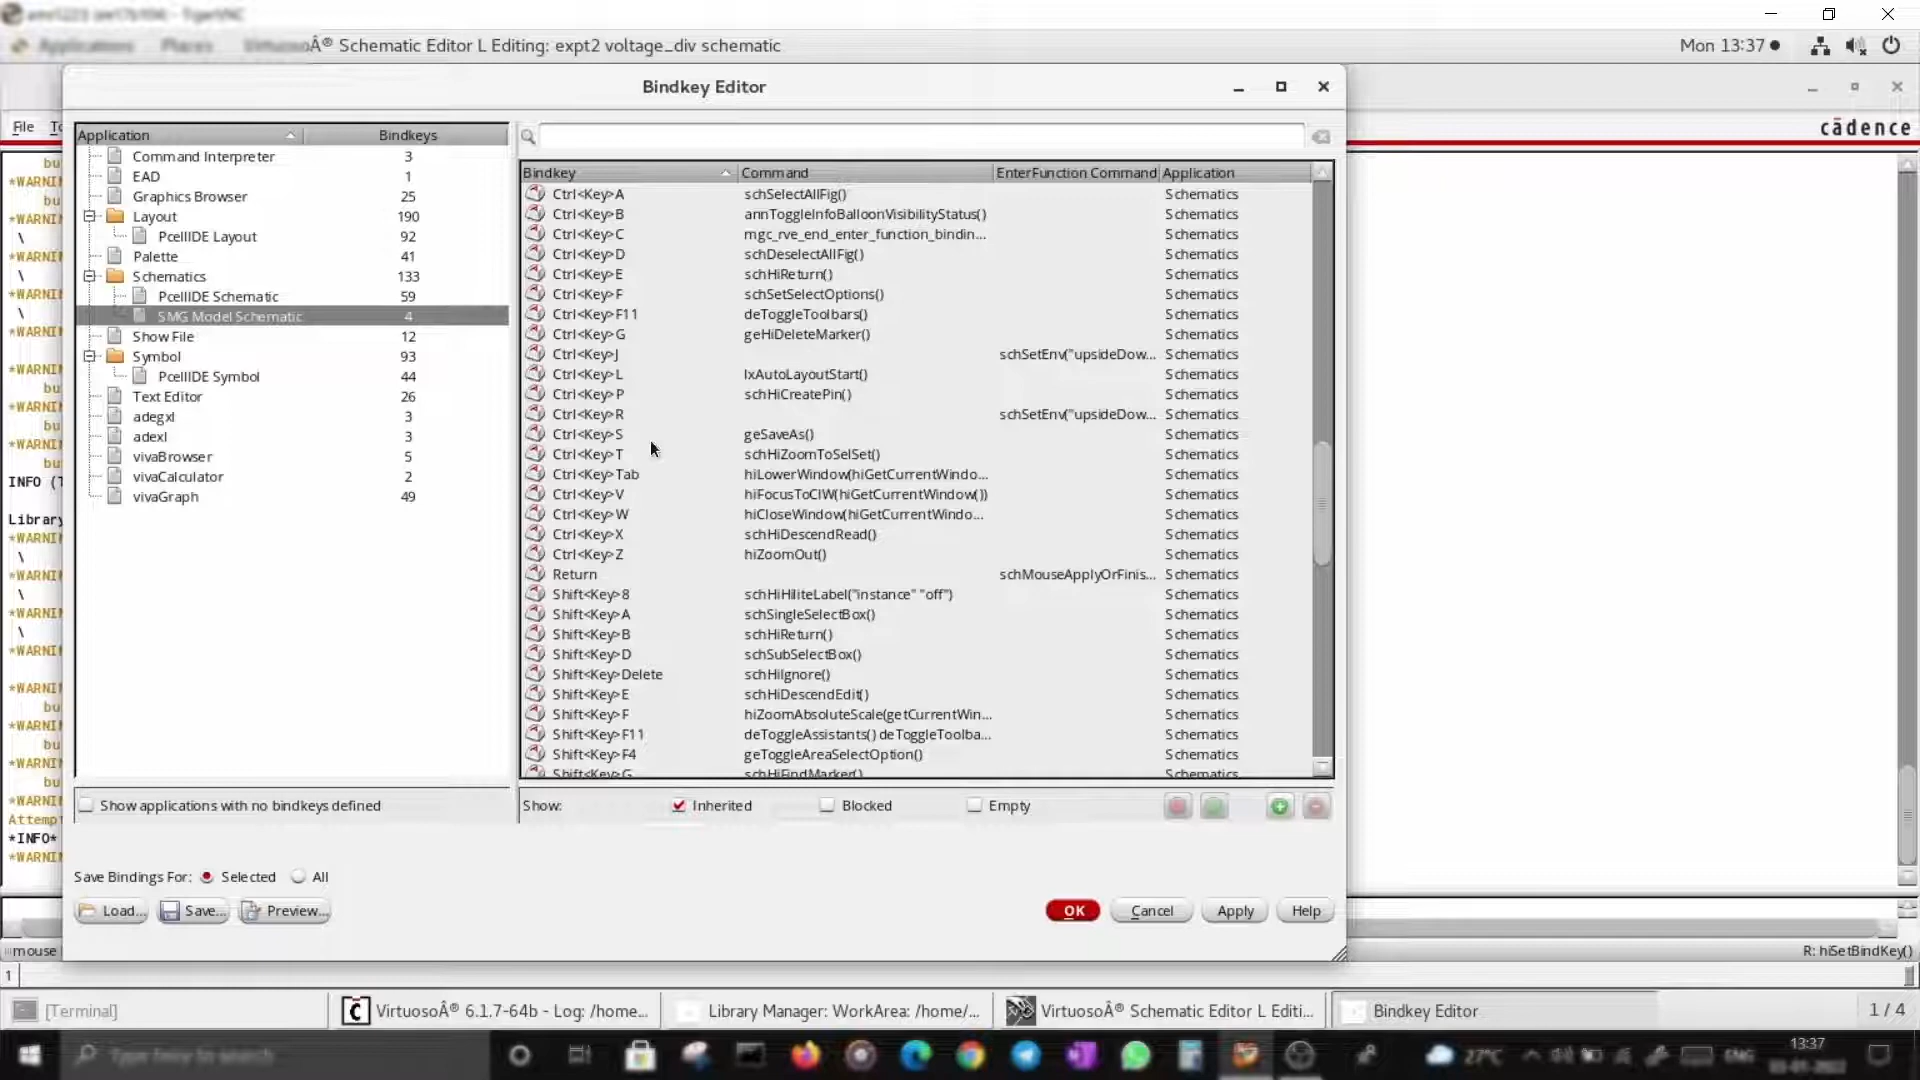 Schematic Editor L Editing: expt2 voltage_div schematic
Mon 13:37
Bindkey Editor
File
cādence
Application Bindkeys
Command Interpreter 3
EAD 1
Graphics Browser 25
Layout 190
PcellIDE Layout 92
Palette 41
Schematics 133
PcellIDE Schematic 59
SMG Model Schematic 4
Show File 12
Symbol 93
PcellIDE Symbol 44
Text Editor 26
adegxl 3
adexl 3
vivaBrowser 5
vivaCalculator 2
vivaGraph 49
Bindkey Command EnterFunction Command Application
Ctrl<Key>A schSelectAllFig() Schematics
Ctrl<Key>B annToggleInfoBalloonVisibilityStatus() Schematics
Ctrl<Key>C mgc_rve_end_enter_function_bindin... Schematics
Ctrl<Key>D schDeselectAllFig() Schematics
Ctrl<Key>E schHiReturn() Schematics
Ctrl<Key>F schSetSelectOptions() Schematics
Ctrl<Key>F11 deToggleToolbars() Schematics
Ctrl<Key>G geHiDeleteMarker() Schematics
Ctrl<Key>J schSetEnv("upsideDow... Schematics
Ctrl<Key>L lxAutoLayoutStart() Schematics
Ctrl<Key>P schHiCreatePin() Schematics
Ctrl<Key>R schSetEnv("upsideDow... Schematics
Ctrl<Key>S geSaveAs() Schematics
Ctrl<Key>T schHiZoomToSelSet() Schematics
Ctrl<Key>Tab hiLowerWindow(hiGetCurrentWindo... Schematics
Ctrl<Key>V hiFocusToCIW(hiGetCurrentWindow()) Schematics
Ctrl<Key>W hiCloseWindow(hiGetCurrentWindo... Schematics
Ctrl<Key>X schHiDescendRead() Schematics
Ctrl<Key>Z hiZoomOut() Schematics
Return schMouseApplyOrFinis... Schematics
Shift<Key>8 schHiHiliteLabel("instance" "off") Schematics
Shift<Key>A schSingleSelectBox() Schematics
Shift<Key>B schHiReturn() Schematics
Shift<Key>D schSubSelectBox() Schematics
Shift<Key>Delete schHiIgnore() Schematics
Shift<Key>E schHiDescendEdit() Schematics
Shift<Key>F hiZoomAbsoluteScale(getCurrentWin... Schematics
Shift<Key>F11 deToggleAssistants() deToggleToolba... Schematics
Shift<Key>F4 geToggleAreaSelectOption() Schematics
Shift<Key>G schHiFindMarker() Schematics
Show applications with no bindkeys defined
Show: Inherited Blocked Empty
Save Bindings For: Selected All
Load... Save... Preview...
OK Cancel Apply Help
mouse
R: hiSetBindKey()
1
[Terminal]
VirtuosoÂ® 6.1.7-64b - Log: /home...
Library Manager: WorkArea: /home/...
VirtuosoÂ® Schematic Editor L Editi...
Bindkey Editor
1 / 4
27°C
13:37